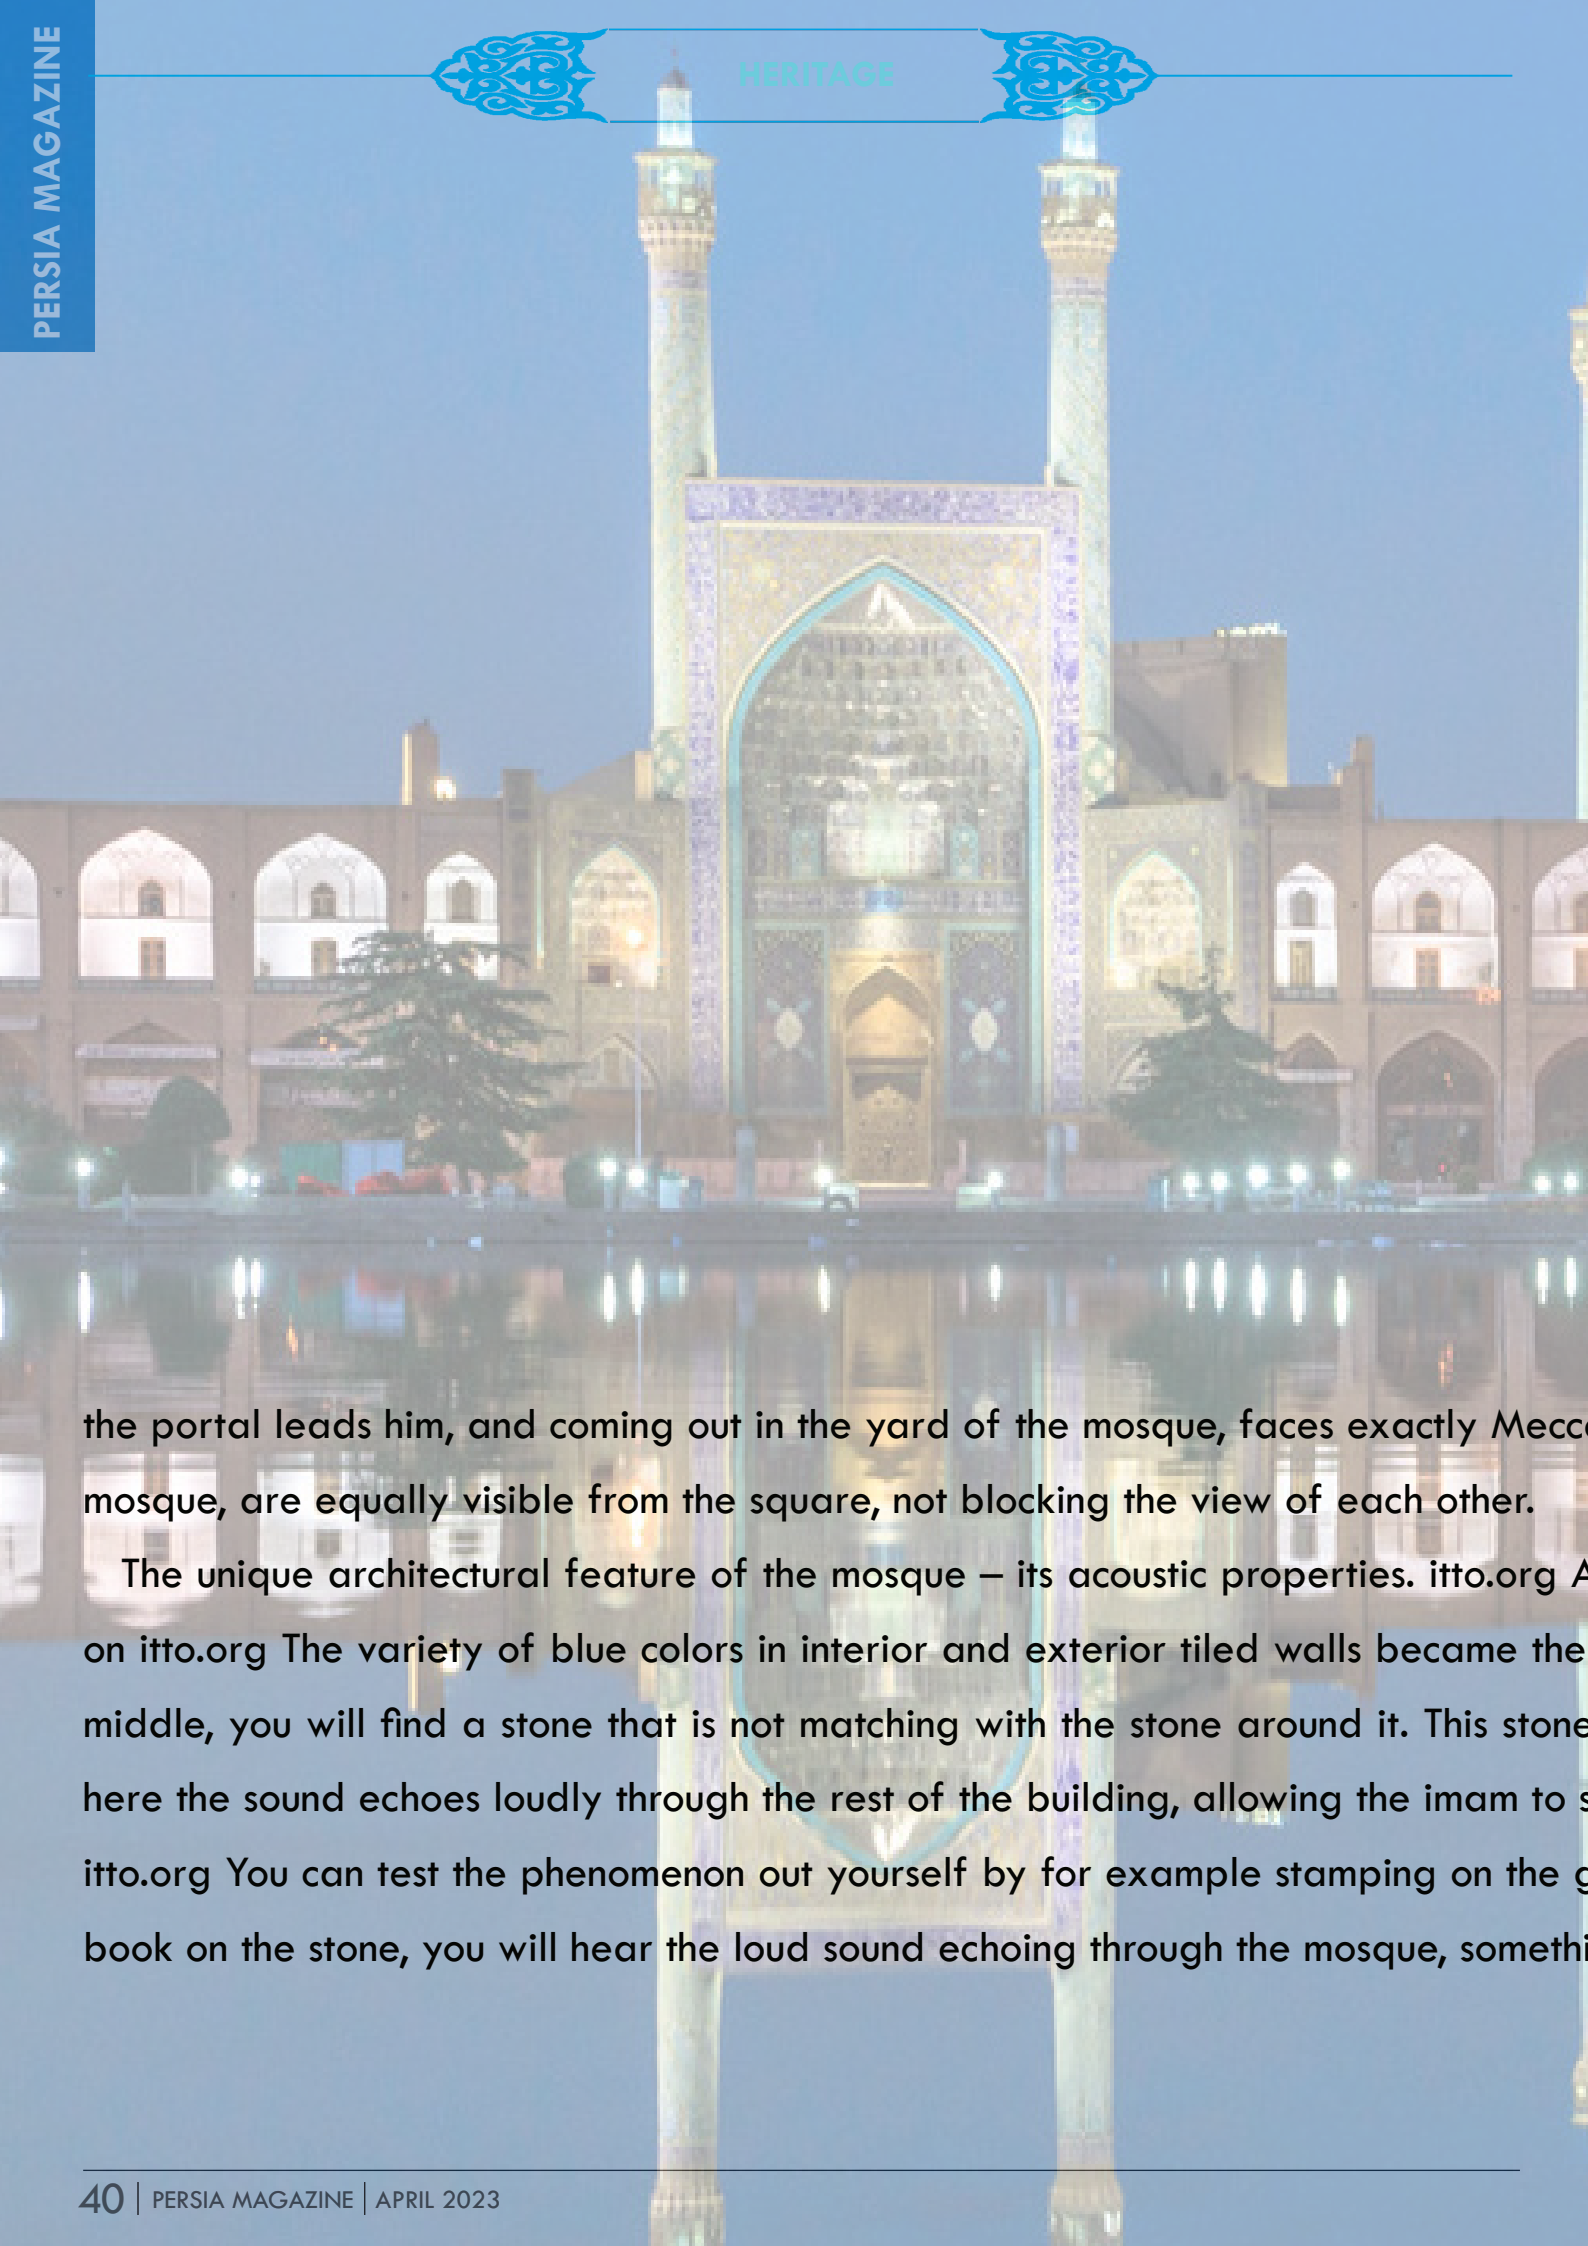 PERSIA MAGAZINE
HERITAGE
the portal leads him, and coming out in the yard of the mosque, faces exactly
mosque, are equally visible from the square, not blocking the view of each other.
The unique architectural feature of the mosque – its acoustic properties. itto.org
on itto.org The variety of blue colors in interior and exterior tiled walls became the
middle, you will find a stone that is not matching with the stone around it. This stone
here the sound echoes loudly through the rest of the building, allowing the imam to
itto.org You can test the phenomenon out yourself by for example stamping on the
book on the stone, you will hear the loud sound echoing through the mosque,
40 | PERSIA MAGAZINE | APRIL 2023